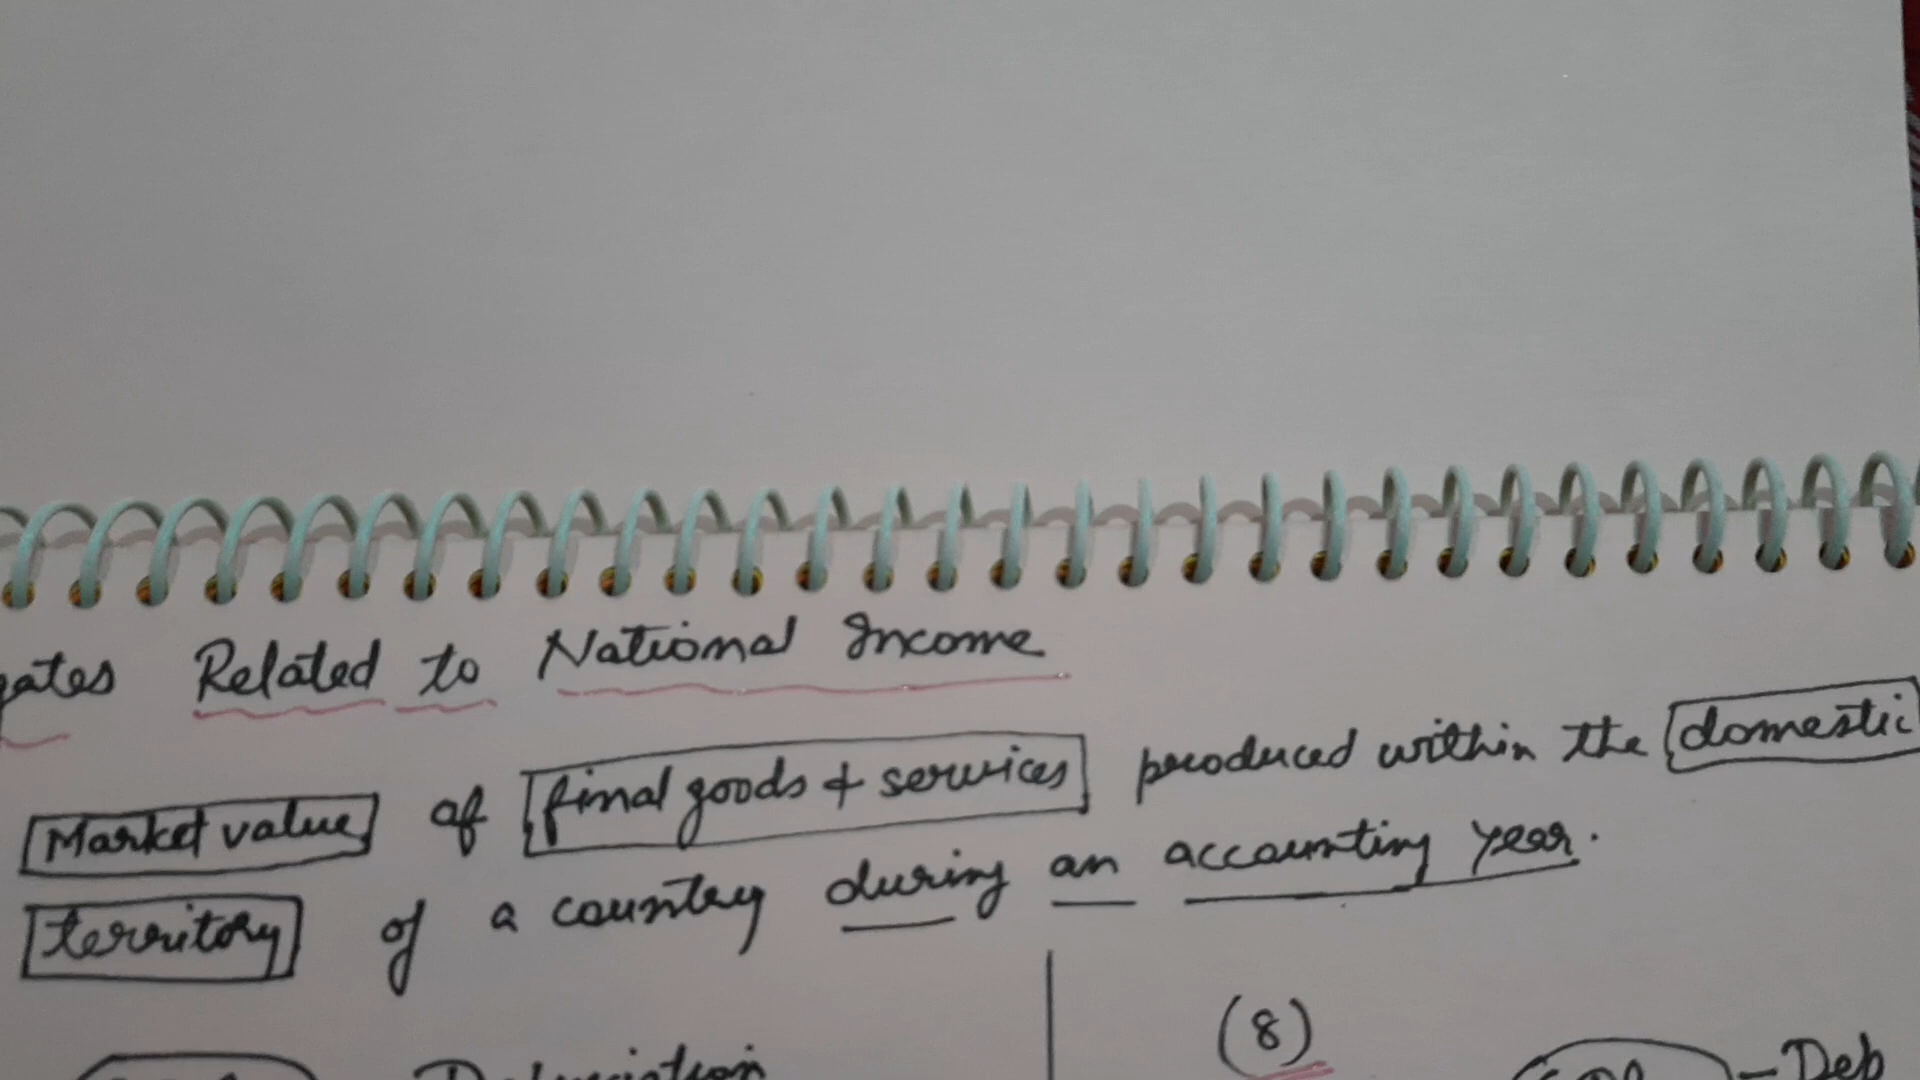 Related to National Income
Market value of final goods + services produced within the domestic
territory of a country during an accounting year.
(8)